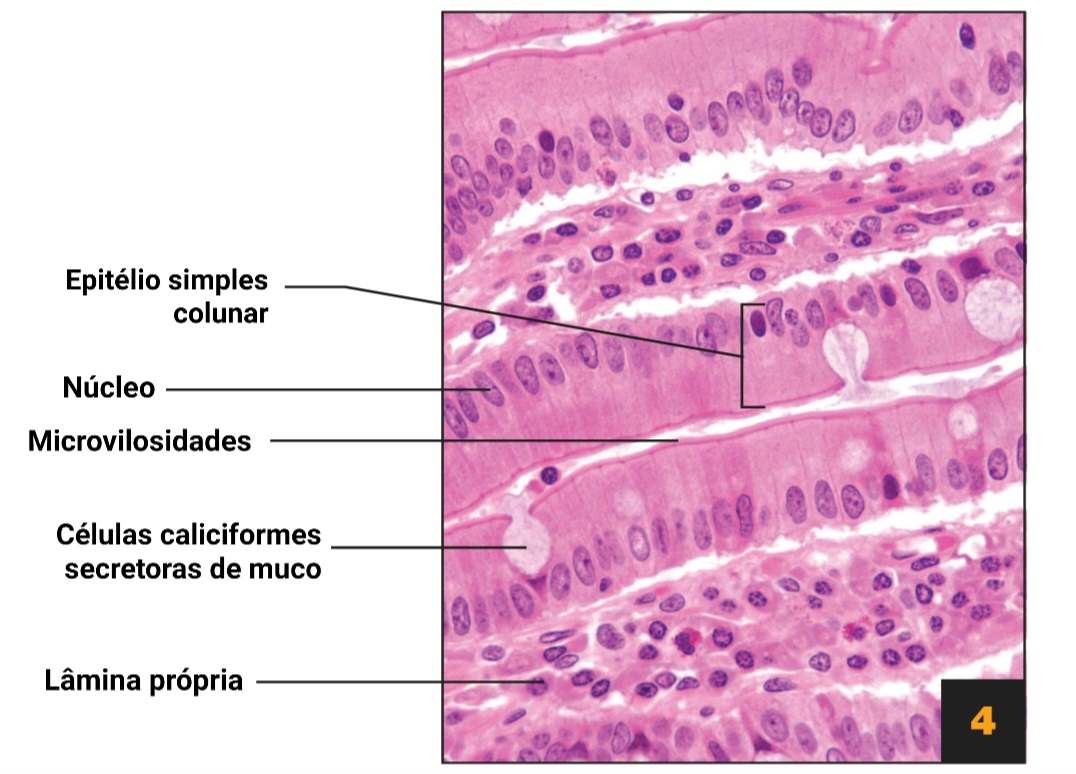 Epitélio simples
colunar
Núcleo
Microvilosidades
Células caliciformes
secretoras de muco
Lâmina própria
4